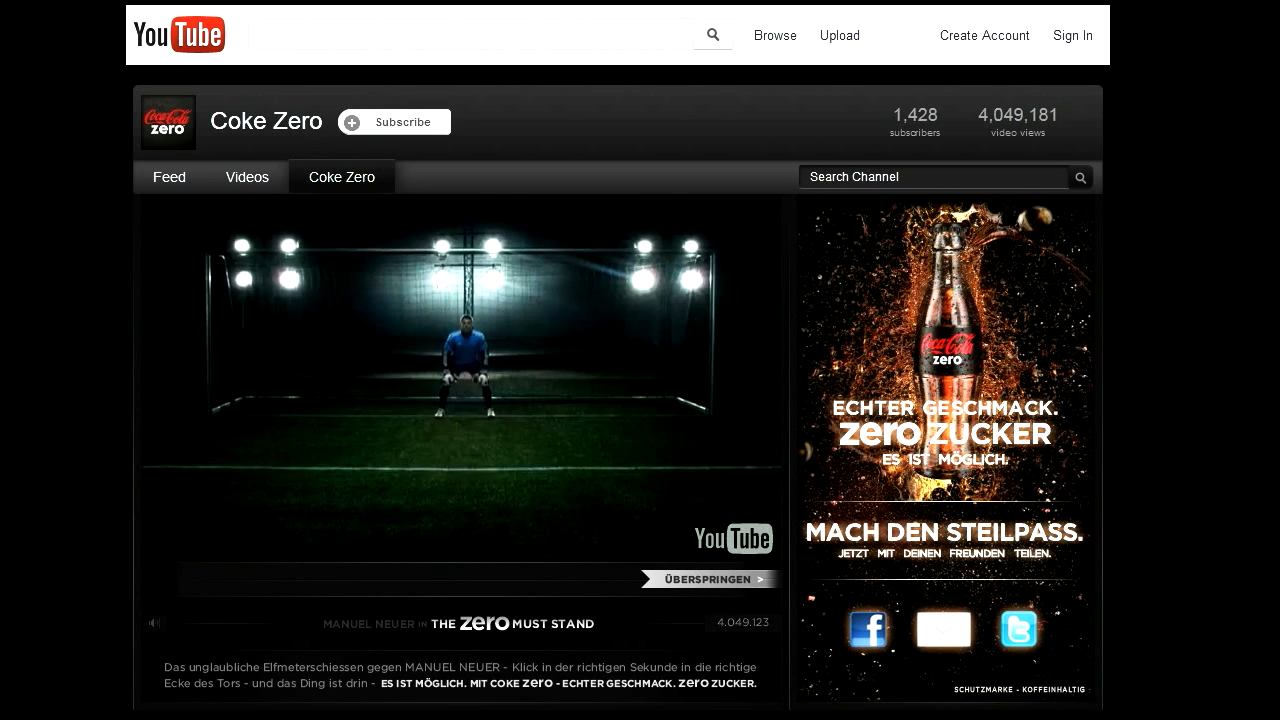 YouTube
Browse
Upload
Create Account
Sign In
Coca-Cola
zero
Coke Zero
Subscribe
1,428
subscribers
4,049,181
video views
Feed
Videos
Coke Zero
Search Channel
YouTube
ÜBERSPRINGEN >
MANUEL NEUER IN THE zero MUST STAND
4.049.123
Das unglaubliche Elfmeterschiessen gegen MANUEL NEUER - Klick in der richtigen Sekunde in die richtige
Ecke des Tors - und das Ding ist drin - ES IST MÖGLICH. MIT COKE zero - ECHTER GESCHMACK. zero ZUCKER.
Coca-Cola
zero
ECHTER GESCHMACK.
zero ZUCKER
ES IST MÖGLICH.
MACH DEN STEILPASS.
JETZT MIT DEINEN FREUNDEN TEILEN.
SCHUTZMARKE - KOFFEINHALTIG